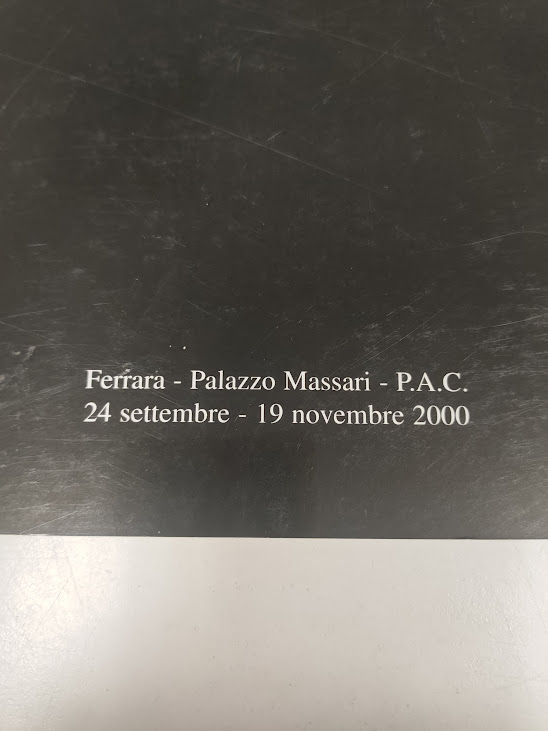 Ferrara - Palazzo Massari - P.A.C.
24 settembre - 19 novembre 2000